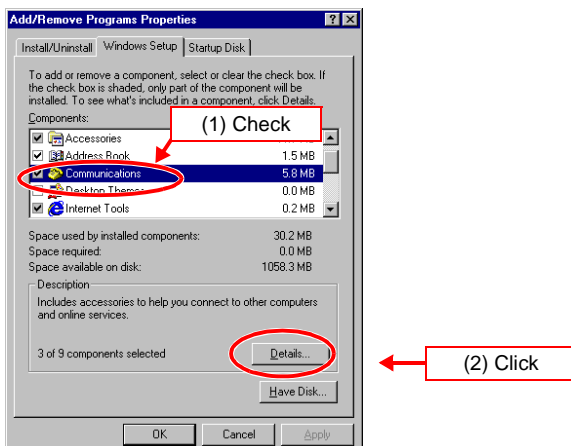 Add/Remove Programs Properties
Install/Uninstall Windows Setup Startup Disk
To add or remove a component, select or clear the check box. If
the check box is shaded, only part of the component will be
installed. To see what's included in a component, click Details.
Components:
(1) Check
Accessories
Address Book 1.5 MB
Communications 5.8 MB
Desktop Themes 0.0 MB
Internet Tools 0.2 MB
Space used by installed components: 30.2 MB
Space required: 0.0 MB
Space available on disk: 1058.3 MB
Description
Includes accessories to help you connect to other computers
and online services.
3 of 9 components selected Details...
(2) Click
Have Disk...
OK Cancel Apply